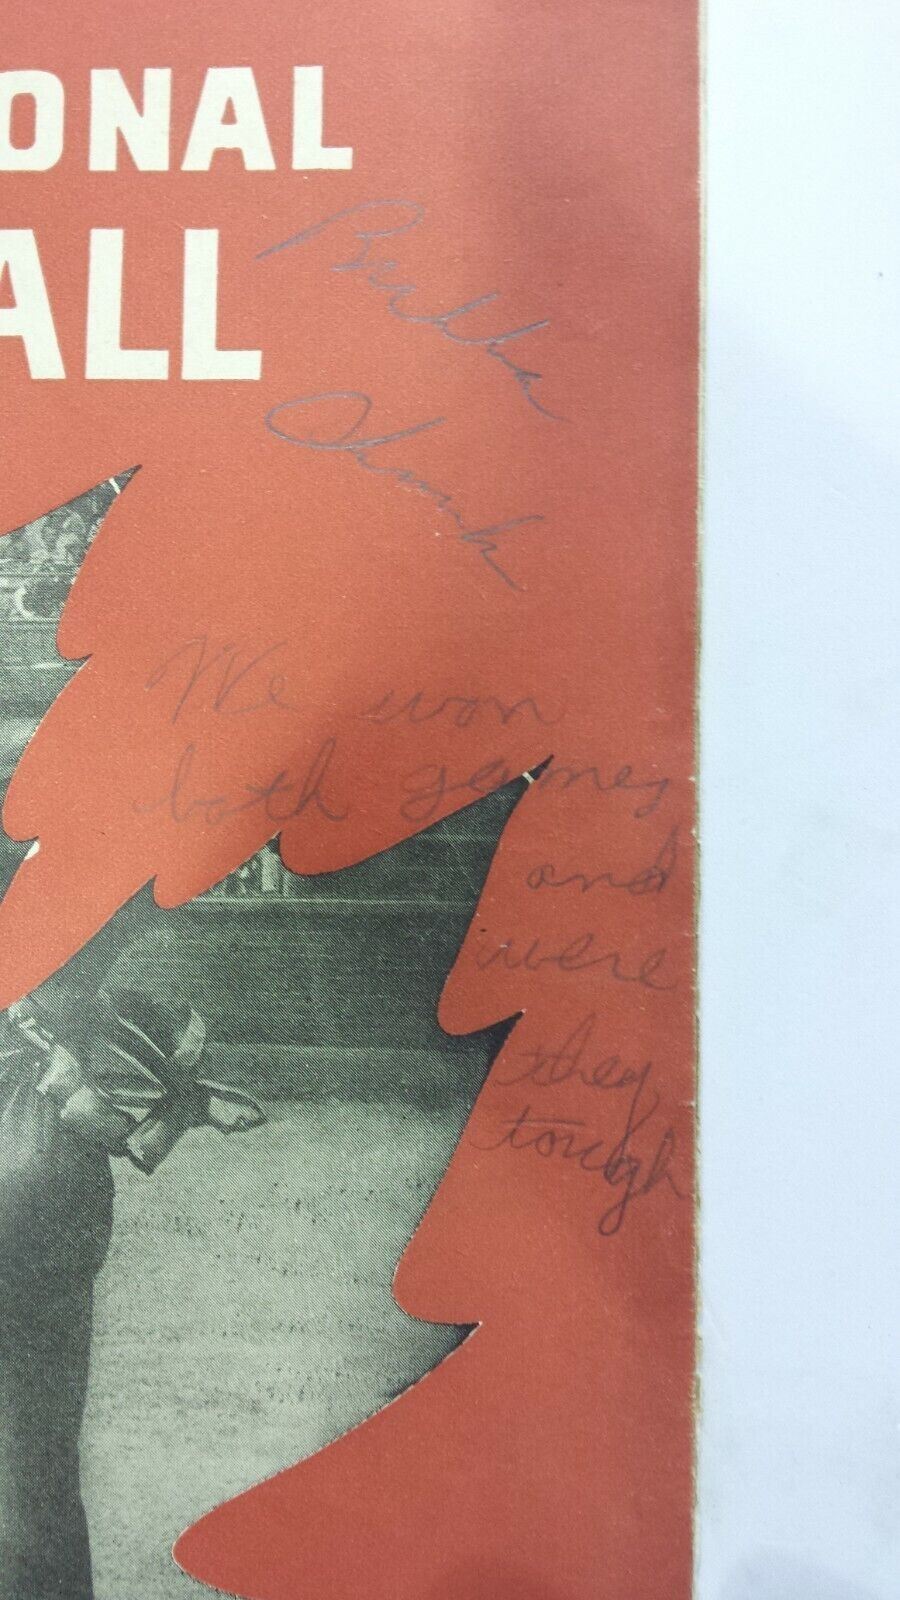 ONAL
ALL
We won
both games
and
were
they
tough